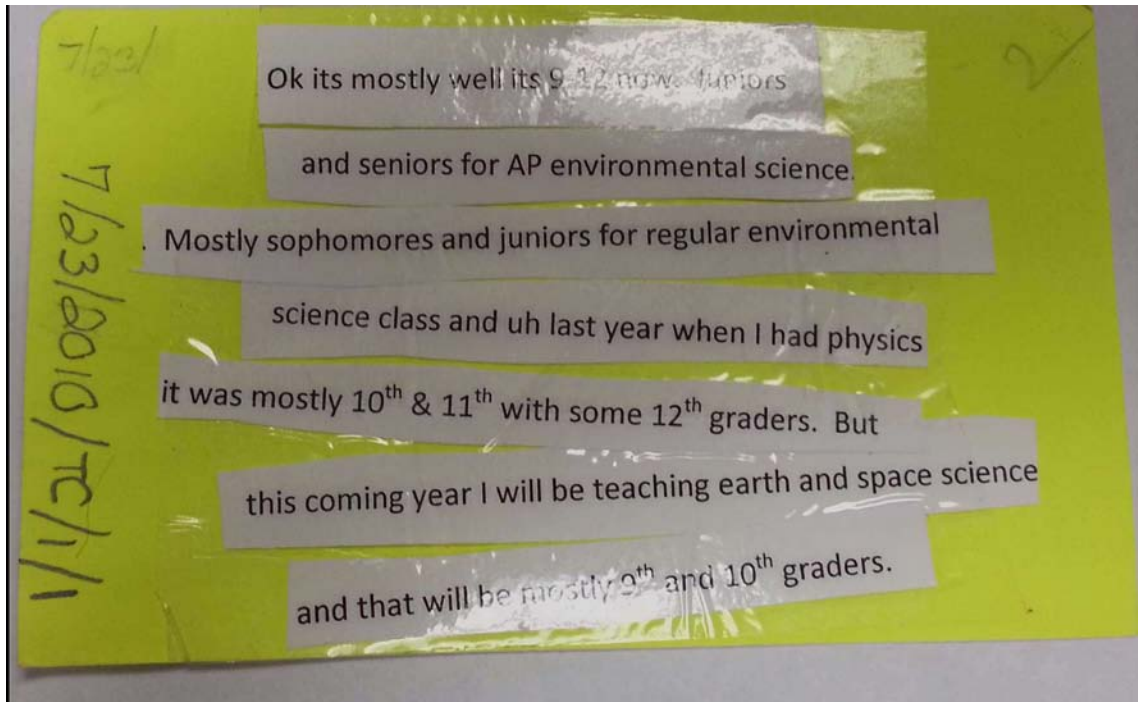 7/23/
2
Ok its mostly well its 9-12 now. Juniors
and seniors for AP environmental science.
. Mostly sophomores and juniors for regular environmental
science class and uh last year when I had physics
it was mostly 10th & 11th with some 12th graders.  But
this coming year I will be teaching earth and space science
and that will be mostly 9th and 10th graders.
7/23/2010/TC/1/1